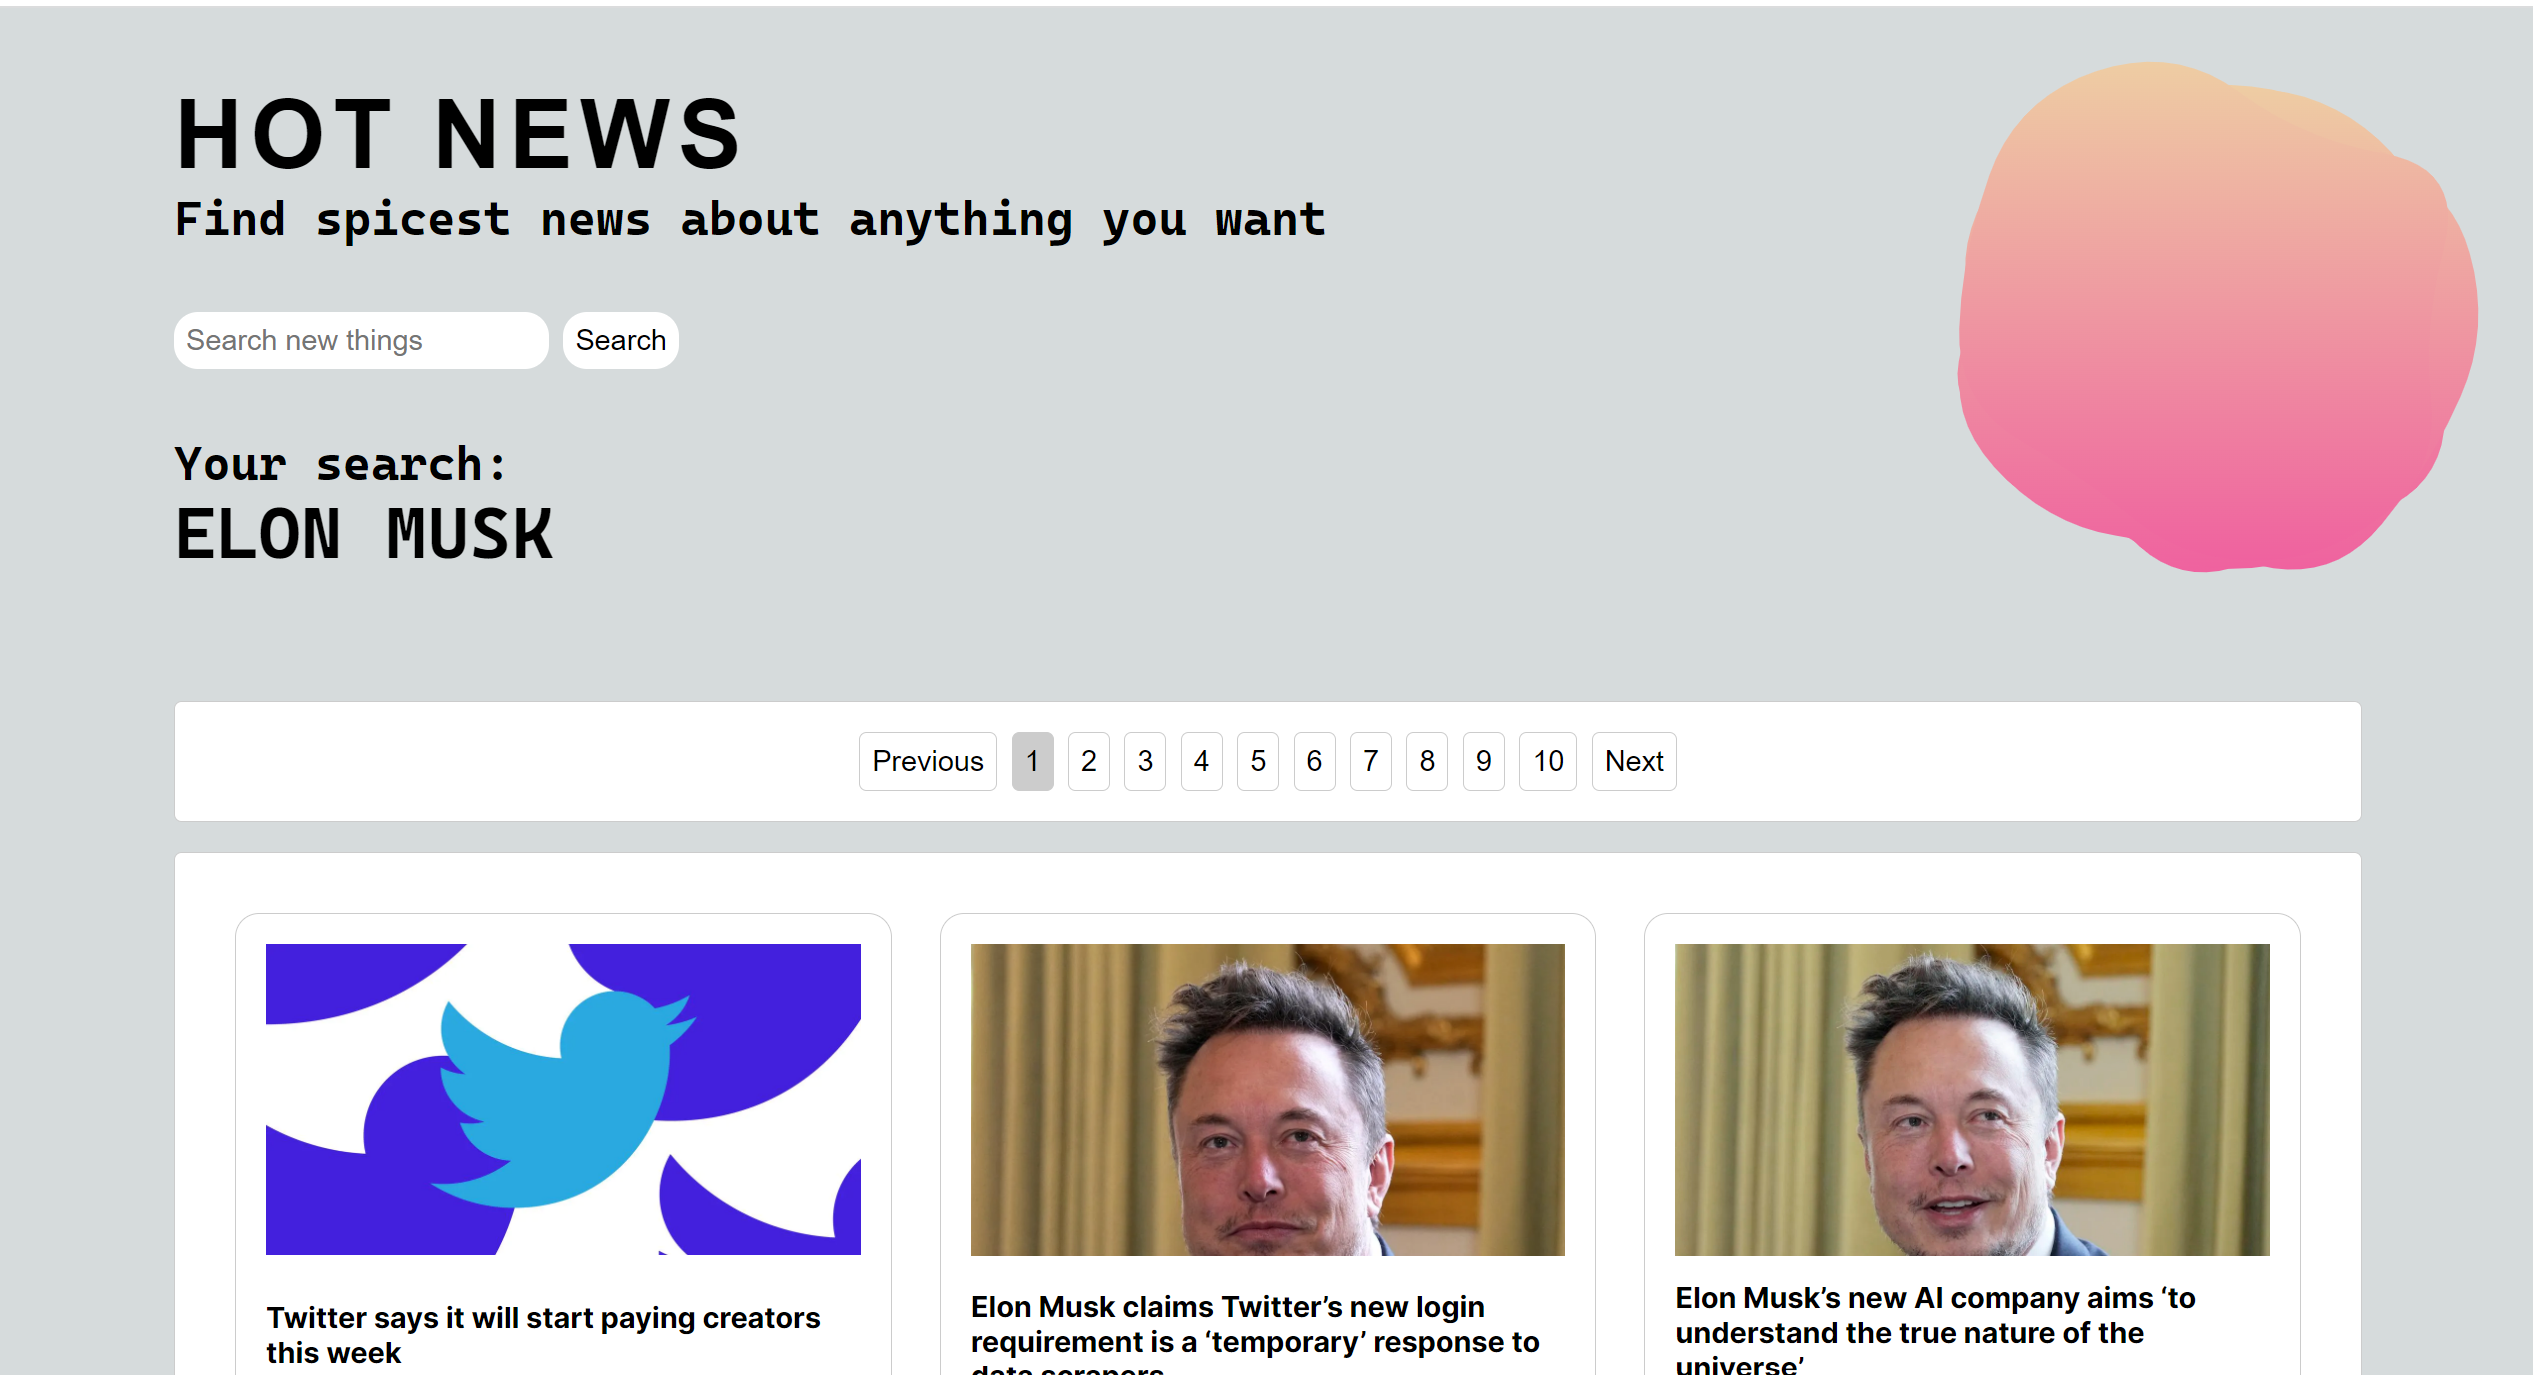 HOT NEWS
Find spicest news about anything you want
Search new things Search
Your search:
ELON MUSK
Previous 1 2 3 4 5 6 7 8 9 10 Next
Twitter says it will start paying creators
this week
Elon Musk claims Twitter’s new login
requirement is a ‘temporary’ response to
data scrapers
Elon Musk’s new AI company aims ‘to
understand the true nature of the
universe’